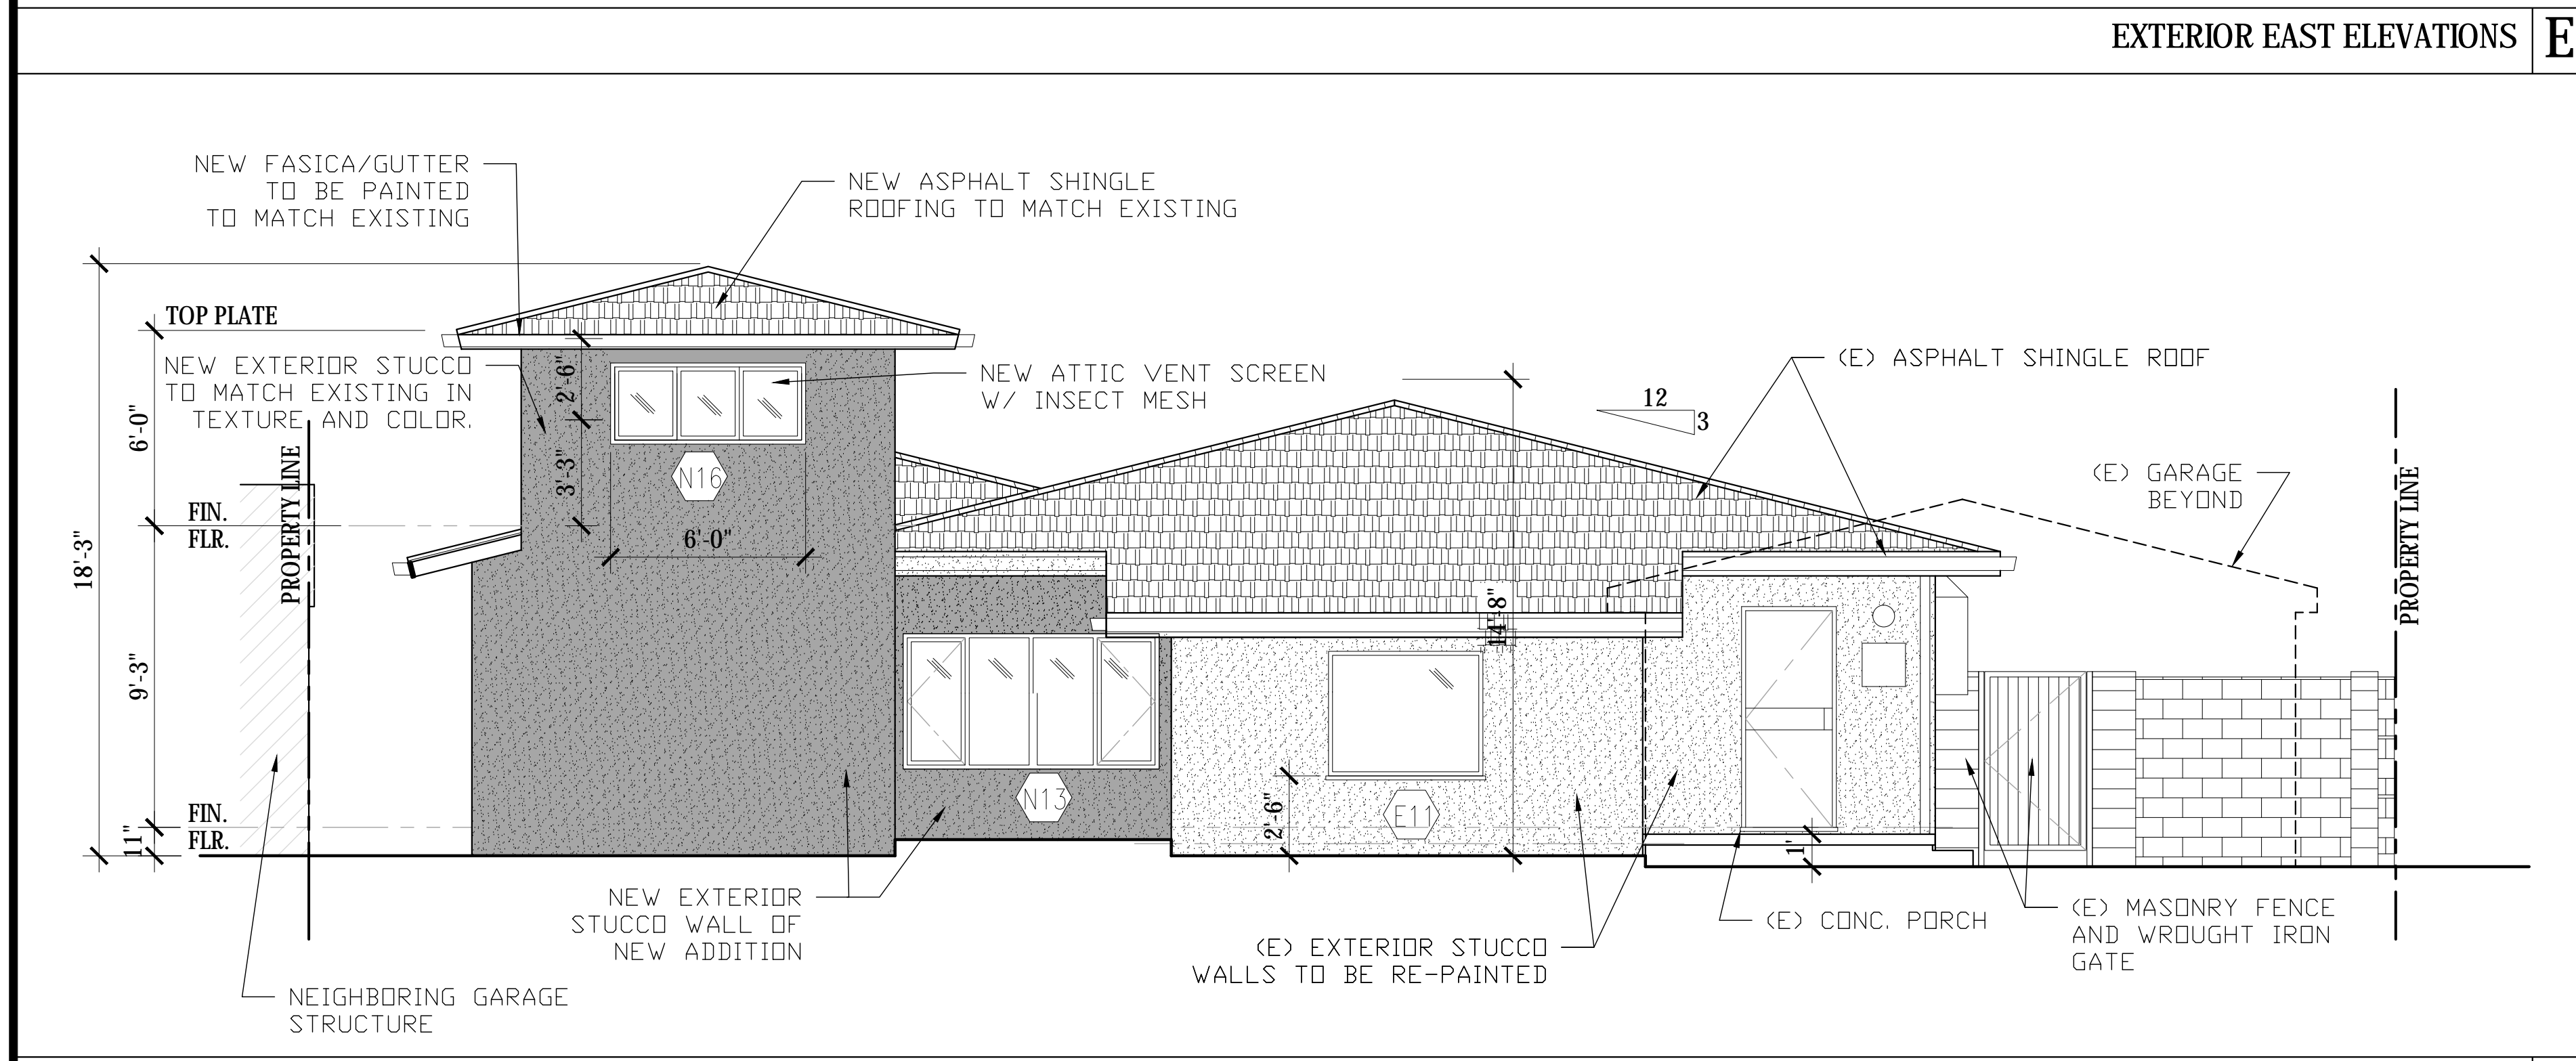 EXTERIOR EAST ELEVATIONS
E
NEW FASICA/GUTTER
TO BE PAINTED
TO MATCH EXISTING
NEW ASPHALT SHINGLE
ROOFING TO MATCH EXISTING
TOP PLATE
NEW EXTERIOR STUCCO
TO MATCH EXISTING IN
TEXTURE AND COLOR.
NEW ATTIC VENT SCREEN
W/ INSECT MESH
(E) ASPHALT SHINGLE ROOF
12
3
(E) GARAGE
BEYOND
18'-3"
6'-0"
9'-3"
11"
PROPERTY LINE
FIN.
FLR.
FIN.
FLR.
2'-6"
3'-3"
N16
6'-0"
14'-8"
PROPERTY LINE
N13
2'-6"
E11
1'
NEW EXTERIOR
STUCCO WALL OF
NEW ADDITION
(E) EXTERIOR STUCCO
WALLS TO BE RE-PAINTED
(E) CONC. PORCH
(E) MASONRY FENCE
AND WROUGHT IRON
GATE
NEIGHBORING GARAGE
STRUCTURE